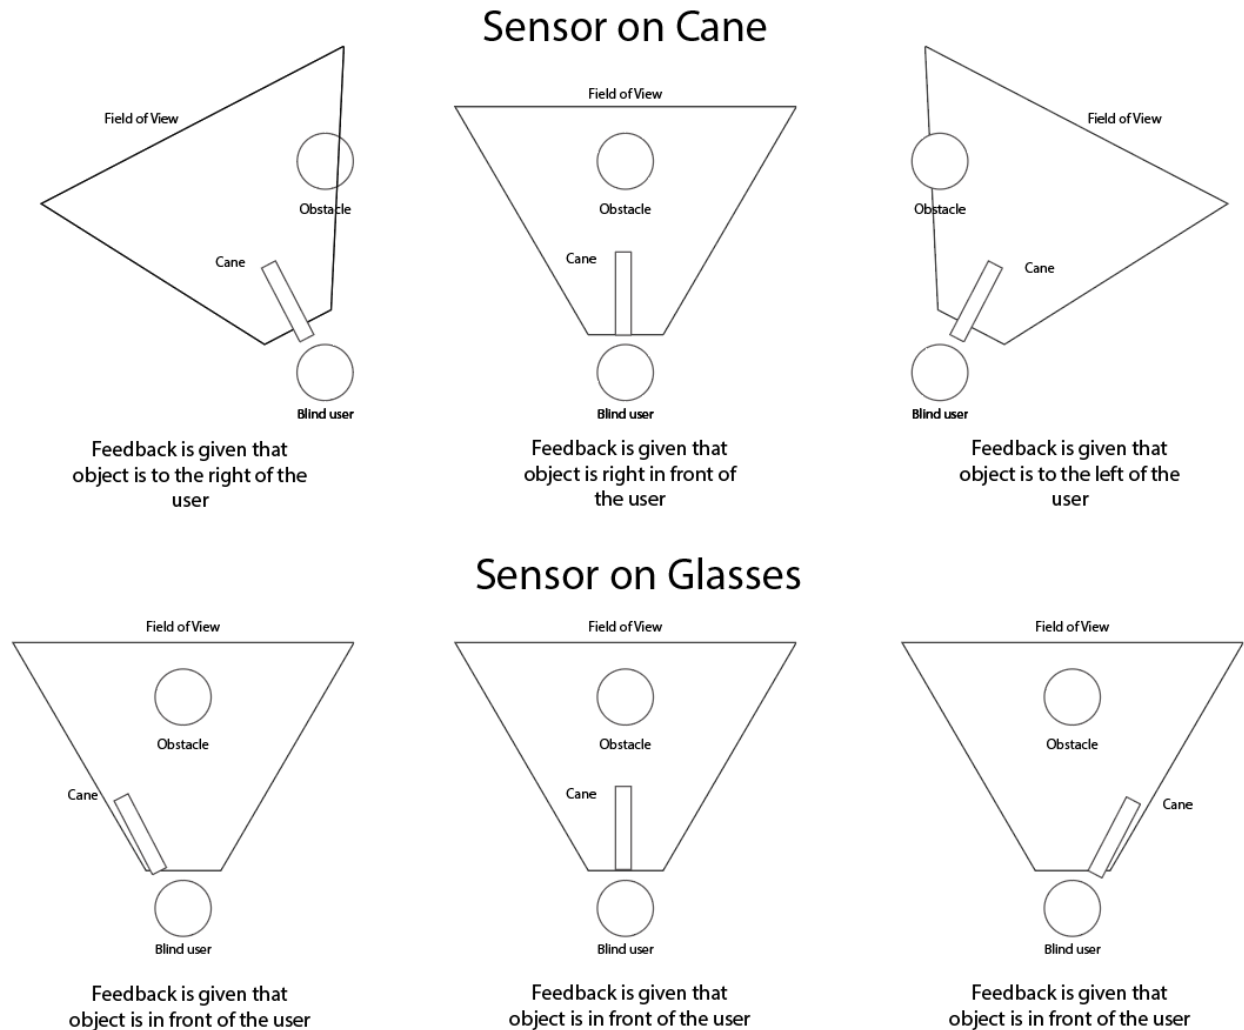 Sensor on Cane
Field of View
Obstacle
Cane
Blind user
Feedback is given that
object is to the right of the
user
Field of View
Obstacle
Cane
Blind user
Feedback is given that
object is right in front of
the user
Field of View
Obstacle
Cane
Blind user
Feedback is given that
object is to the left of the
user
Sensor on Glasses
Field of View
Obstacle
Cane
Blind user
Feedback is given that
object is in front of the user
Field of View
Obstacle
Cane
Blind user
Feedback is given that
object is in front of the user
Field of View
Obstacle
Cane
Blind user
Feedback is given that
object is in front of the user